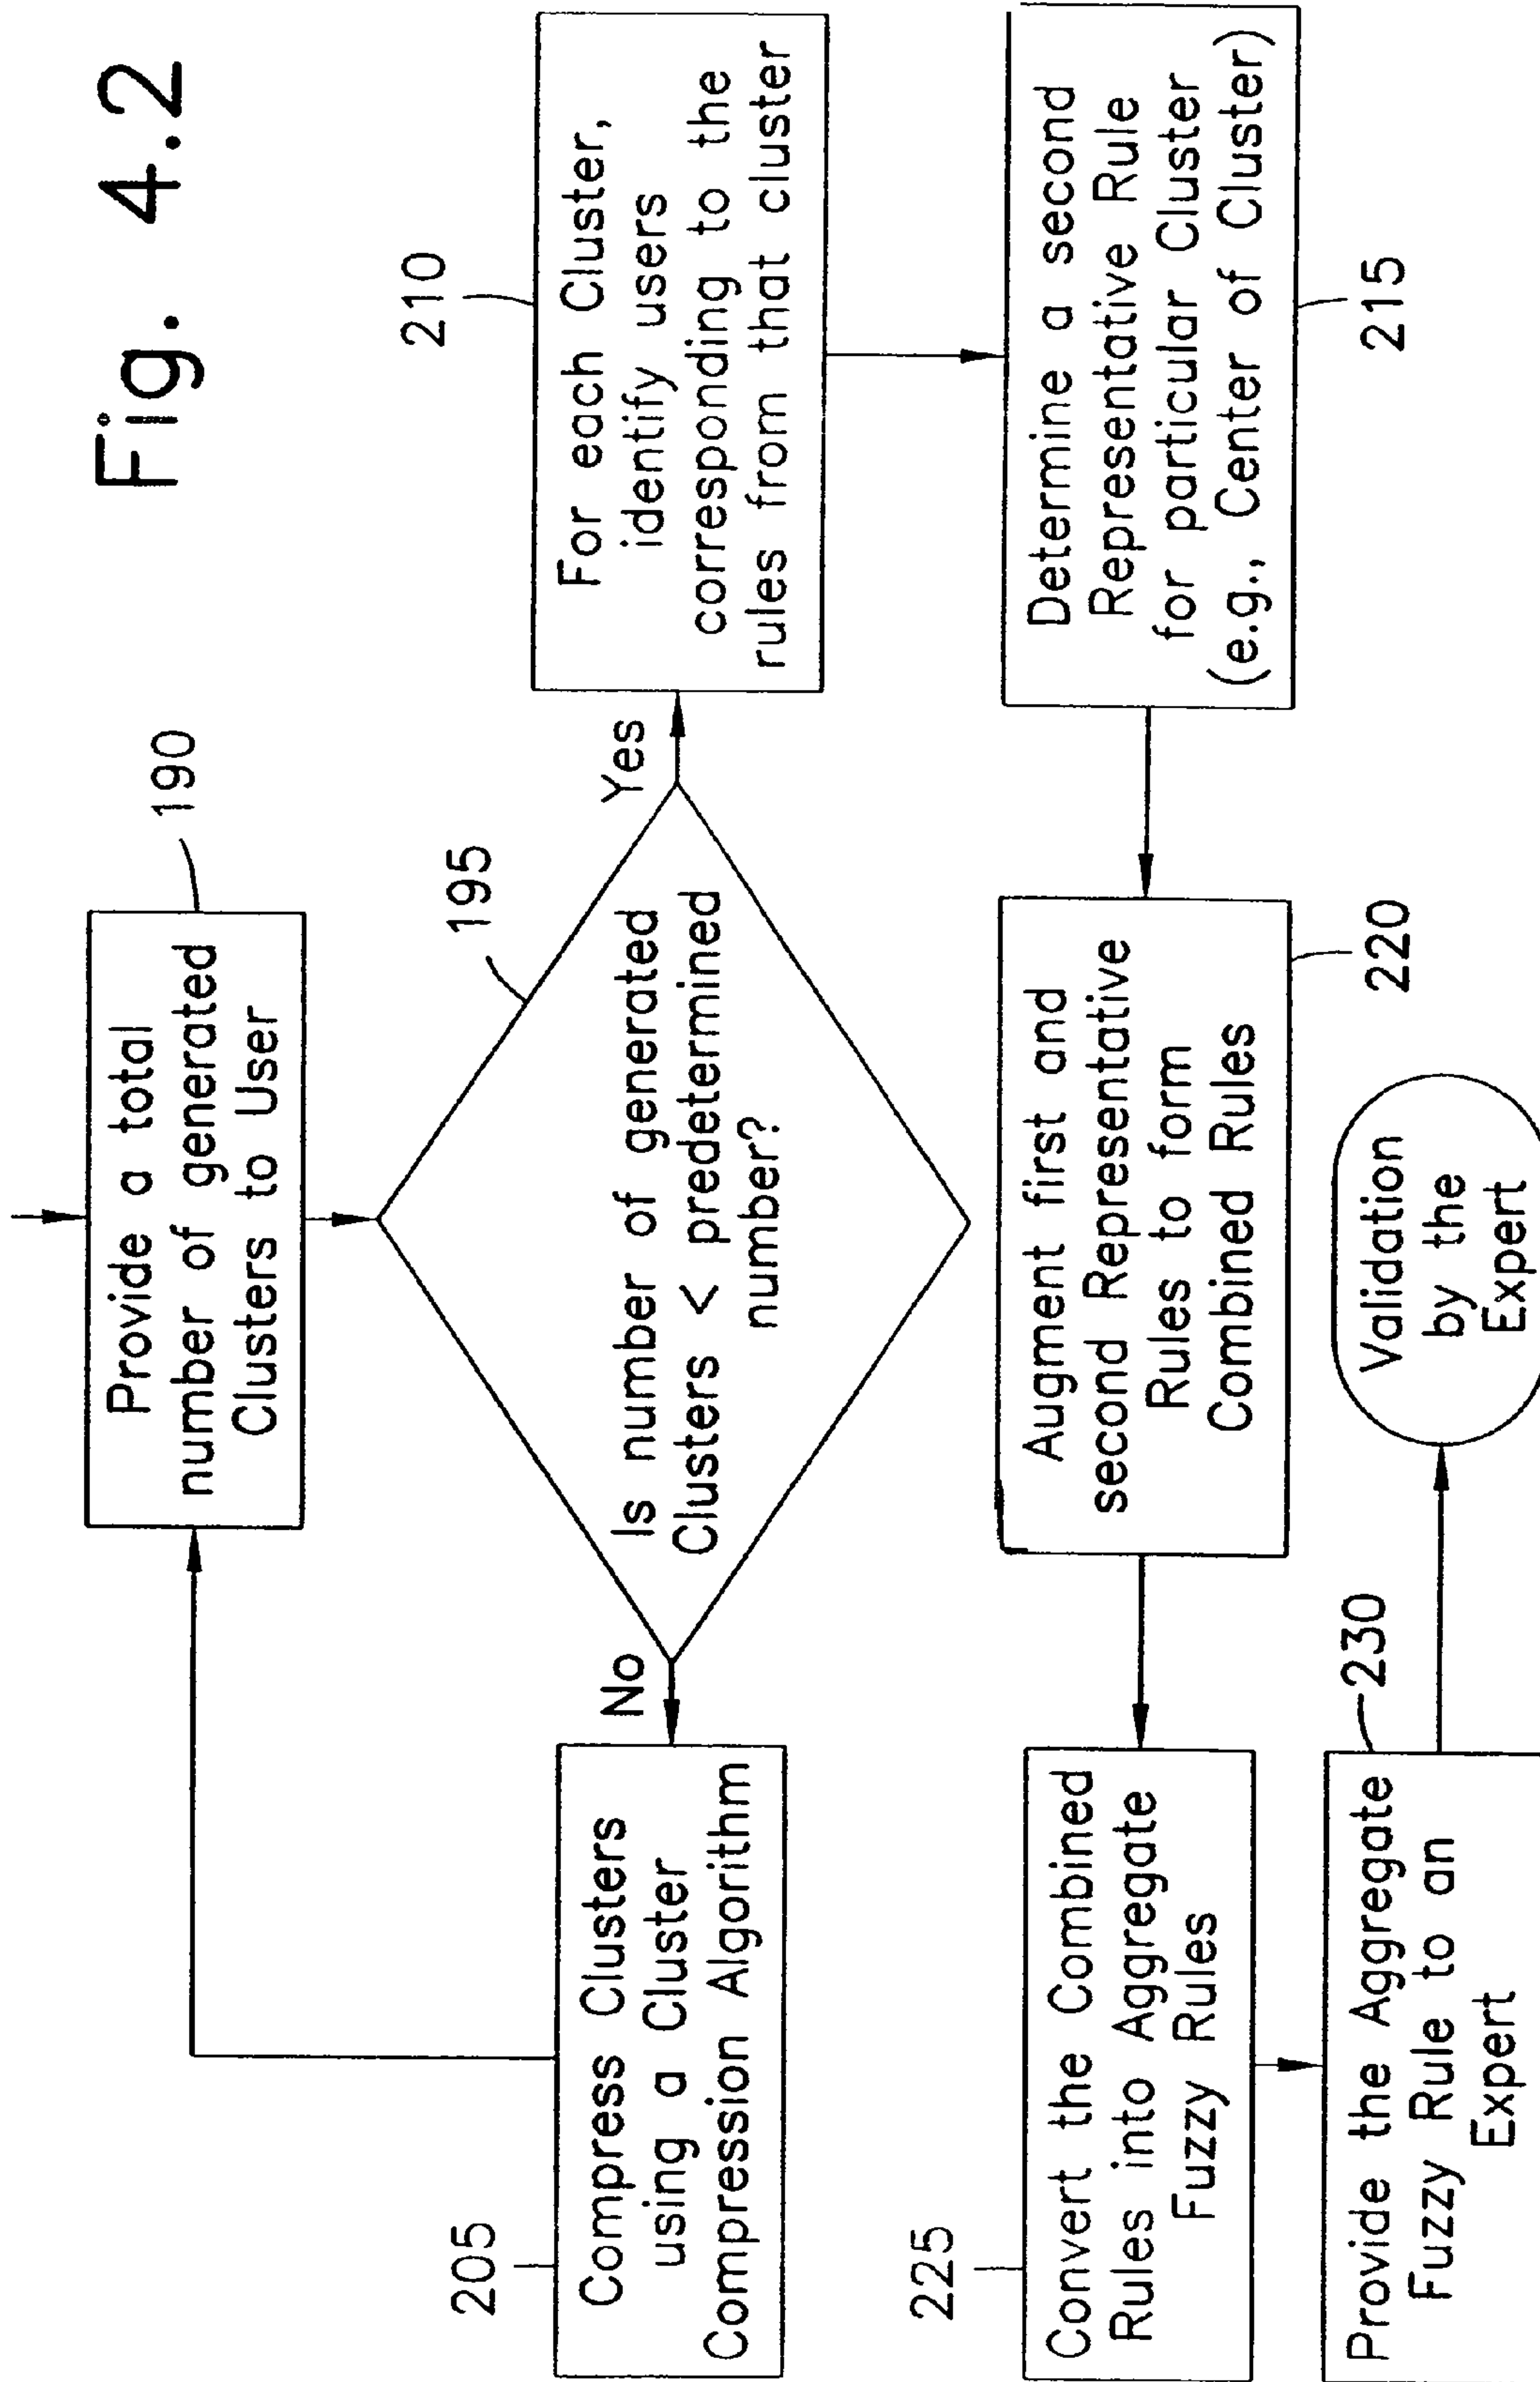 Fig. 4.2
Provide a total
number of generated
Clusters to User
190
Is number of generated
Clusters < predetermined
number?
195
No
Yes
Compress Clusters
using a Cluster
Compression Algorithm
205
For each Cluster,
identify users
corresponding to the
rules from that cluster
210
Determine a second
Representative Rule
for particular Cluster
(e.g., Center of Cluster)
215
Augment first and
second Representative
Rules to form
Combined Rules
220
Convert the Combined
Rules into Aggregate
Fuzzy Rules
225
Provide the Aggregate
Fuzzy Rule to an
Expert
230
Validation
by the
Expert